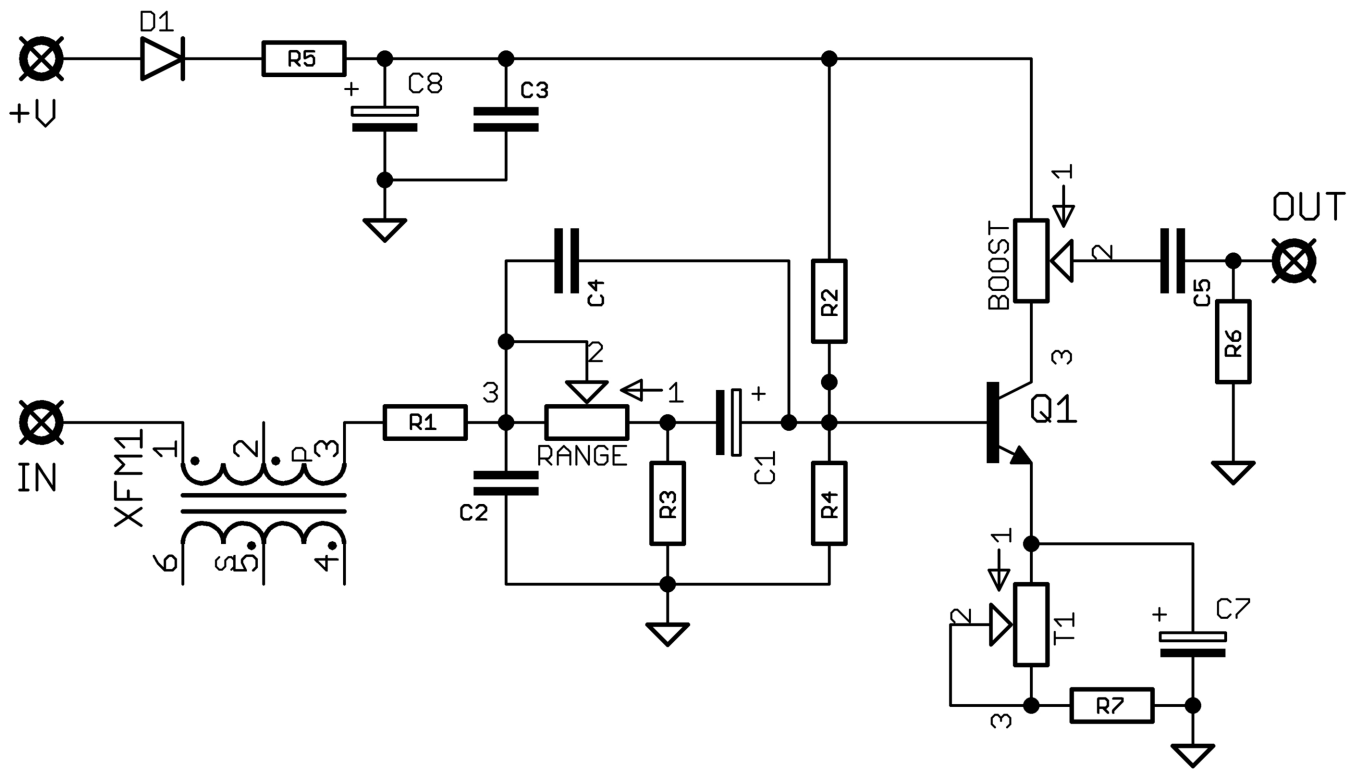 D1
R5
+
C8
C3
+V
1
OUT
BOOST
2
C4
C5
R2
R6
2
3
3
1
+
IN
XFM1
1
2
P
3
R1
RANGE
C1
Q1
C2
R3
R4
6
S
5
4
1
2
T1
+
C7
3
R7